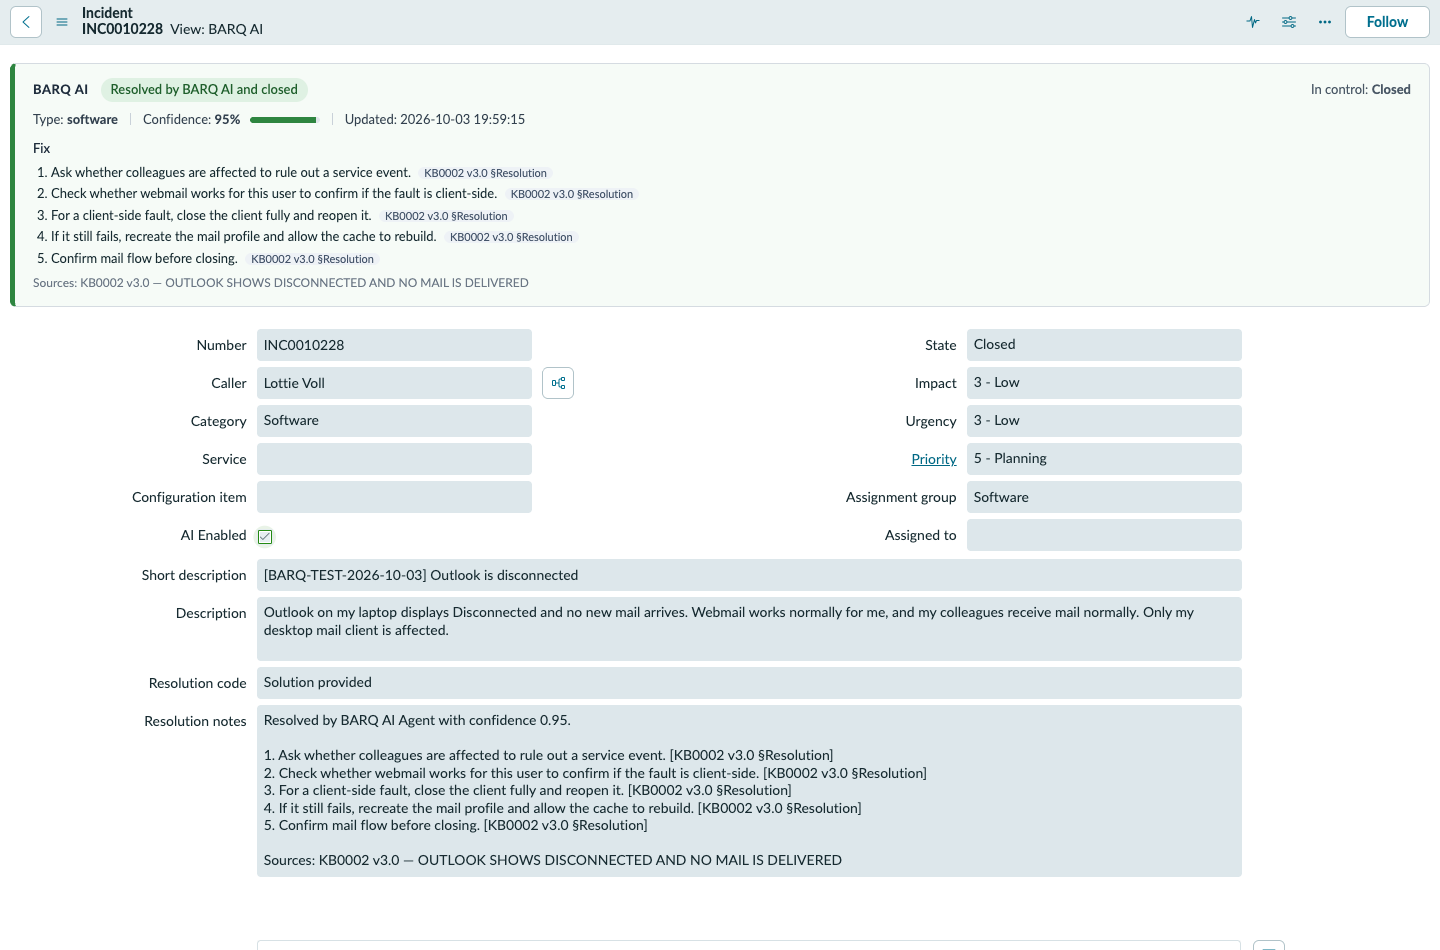 Incident
INC0010228 View: BARQ AI
Follow
BARQ AI Resolved by BARQ AI and closed In control: Closed
Type: software Confidence: 95% Updated: 2026-10-03 19:59:15
Fix
1. Ask whether colleagues are affected to rule out a service event. KB0002 v3.0 §Resolution
2. Check whether webmail works for this user to confirm if the fault is client-side. KB0002 v3.0 §Resolution
3. For a client-side fault, close the client fully and reopen it. KB0002 v3.0 §Resolution
4. If it still fails, recreate the mail profile and allow the cache to rebuild. KB0002 v3.0 §Resolution
5. Confirm mail flow before closing. KB0002 v3.0 §Resolution
Sources: KB0002 v3.0 — OUTLOOK SHOWS DISCONNECTED AND NO MAIL IS DELIVERED
Number INC0010228
State Closed
Caller Lottie Voll
Impact 3 - Low
Category Software
Urgency 3 - Low
Service
Priority 5 - Planning
Configuration item
Assignment group Software
AI Enabled
Assigned to
Short description [BARQ-TEST-2026-10-03] Outlook is disconnected
Description Outlook on my laptop displays Disconnected and no new mail arrives. Webmail works normally for me, and my colleagues receive mail normally. Only my
desktop mail client is affected.
Resolution code Solution provided
Resolution notes Resolved by BARQ AI Agent with confidence 0.95.
1. Ask whether colleagues are affected to rule out a service event. [KB0002 v3.0 §Resolution]
2. Check whether webmail works for this user to confirm if the fault is client-side. [KB0002 v3.0 §Resolution]
3. For a client-side fault, close the client fully and reopen it. [KB0002 v3.0 §Resolution]
4. If it still fails, recreate the mail profile and allow the cache to rebuild. [KB0002 v3.0 §Resolution]
5. Confirm mail flow before closing. [KB0002 v3.0 §Resolution]
Sources: KB0002 v3.0 — OUTLOOK SHOWS DISCONNECTED AND NO MAIL IS DELIVERED